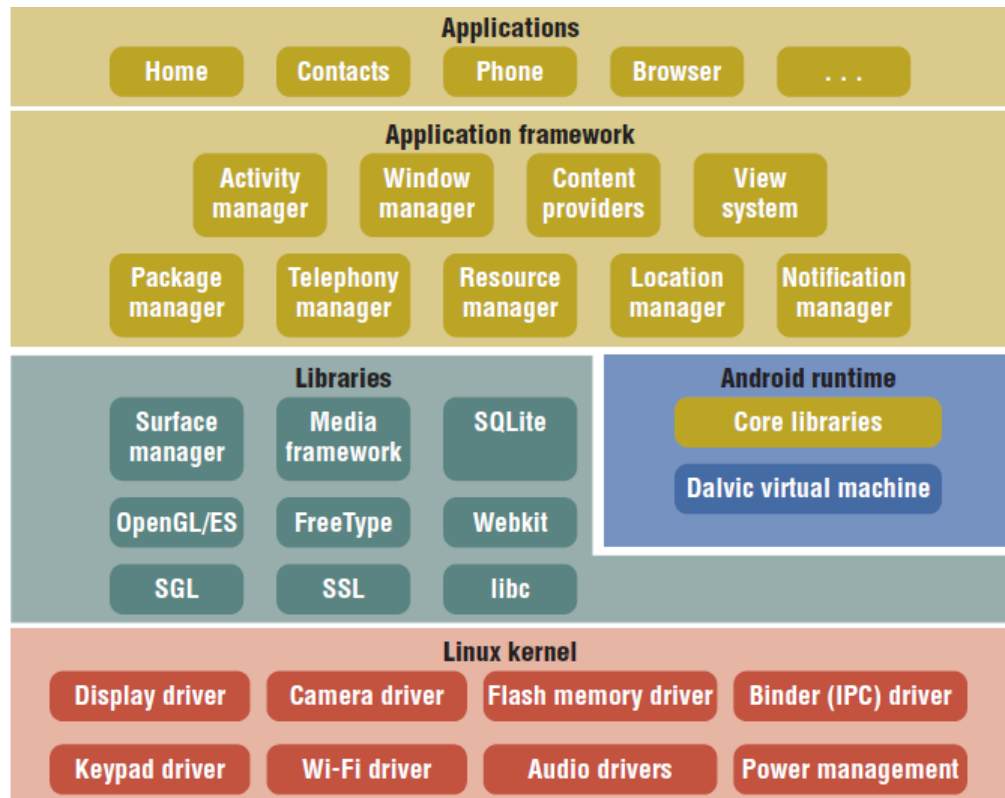 Applications
Home Contacts Phone Browser . . .
Application framework
Activity manager Window manager Content providers View system
Package manager Telephony manager Resource manager Location manager Notification manager
Libraries
Surface manager Media framework SQLite
OpenGL/ES FreeType Webkit
SGL SSL libc
Android runtime
Core libraries
Dalvic virtual machine
Linux kernel
Display driver Camera driver Flash memory driver Binder (IPC) driver
Keypad driver Wi-Fi driver Audio drivers Power management